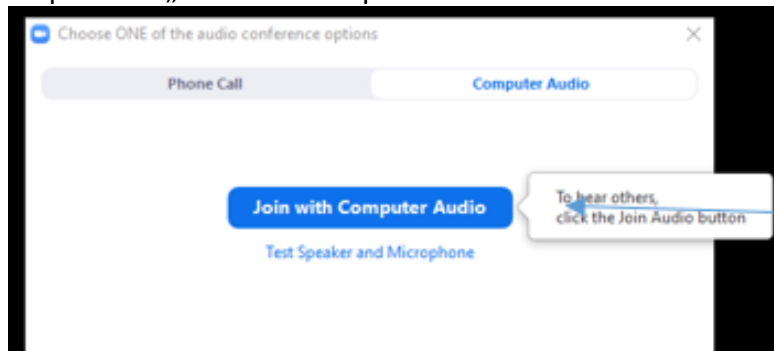 Choose ONE of the audio conference options
Phone Call
Computer Audio
Join with Computer Audio
To hear others,
click the Join Audio button
Test Speaker and Microphone